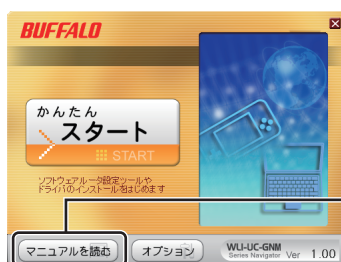 BUFFALO
かんたん
スタート
START
ソフトウェアルータ設定ツールや
ドライバのインストールをはじめます
マニュアルを読む
オプション
WLI-UC-GNM
Series Navigator Ver 1.00